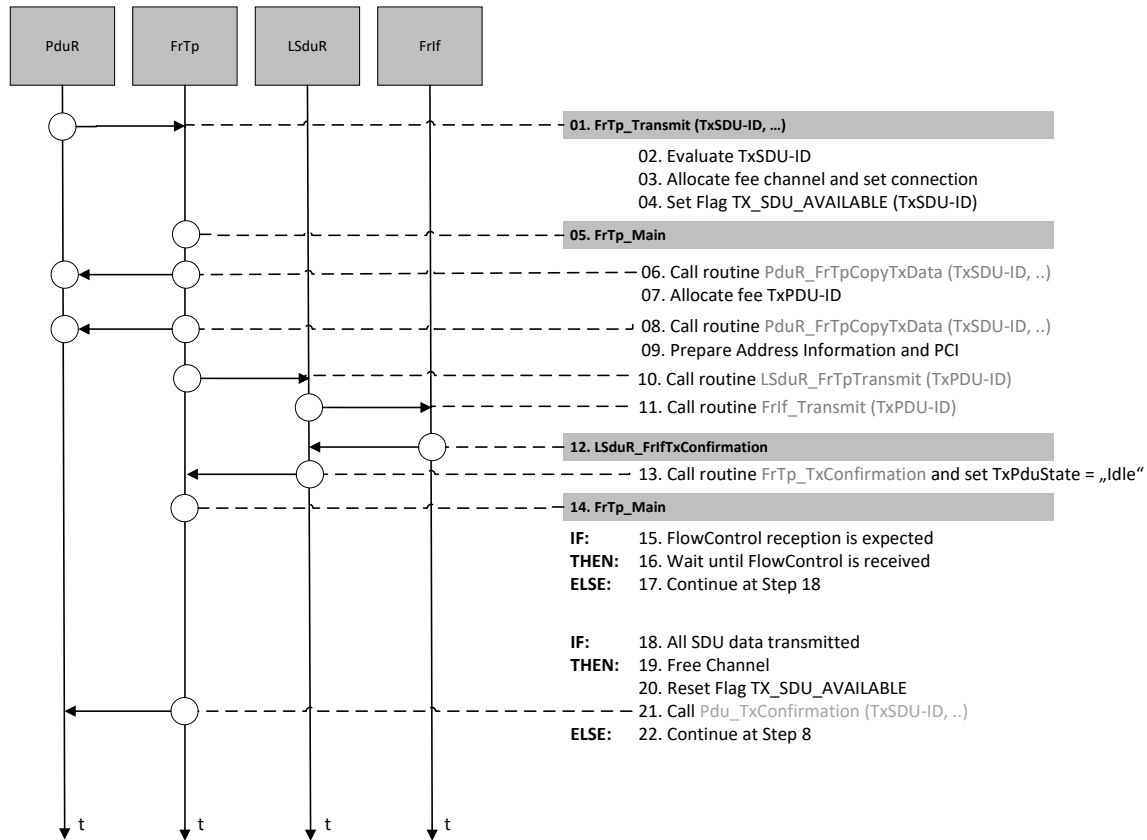 PduR
FrTp
LSduR
FrIf
01. FrTp_Transmit (TxSDU-ID, …)
02. Evaluate TxSDU-ID
03. Allocate fee channel and set connection
04. Set Flag TX_SDU_AVAILABLE (TxSDU-ID)
05. FrTp_Main
06. Call routine PduR_FrTpCopyTxData (TxSDU-ID, ..)
07. Allocate fee TxPDU-ID
08. Call routine PduR_FrTpCopyTxData (TxSDU-ID, ..)
09. Prepare Address Information and PCI
10. Call routine LSduR_FrTpTransmit (TxPDU-ID)
11. Call routine FrIf_Transmit (TxPDU-ID)
12. LSduR_FrIfTxConfirmation
13. Call routine FrTp_TxConfirmation and set TxPduState = „Idle“
14. FrTp_Main
IF: 15. FlowControl reception is expected
THEN: 16. Wait until FlowControl is received
ELSE: 17. Continue at Step 18
IF: 18. All SDU data transmitted
THEN: 19. Free Channel
20. Reset Flag TX_SDU_AVAILABLE
21. Call Pdu_TxConfirmation (TxSDU-ID, ..)
ELSE: 22. Continue at Step 8
t
t
t
t